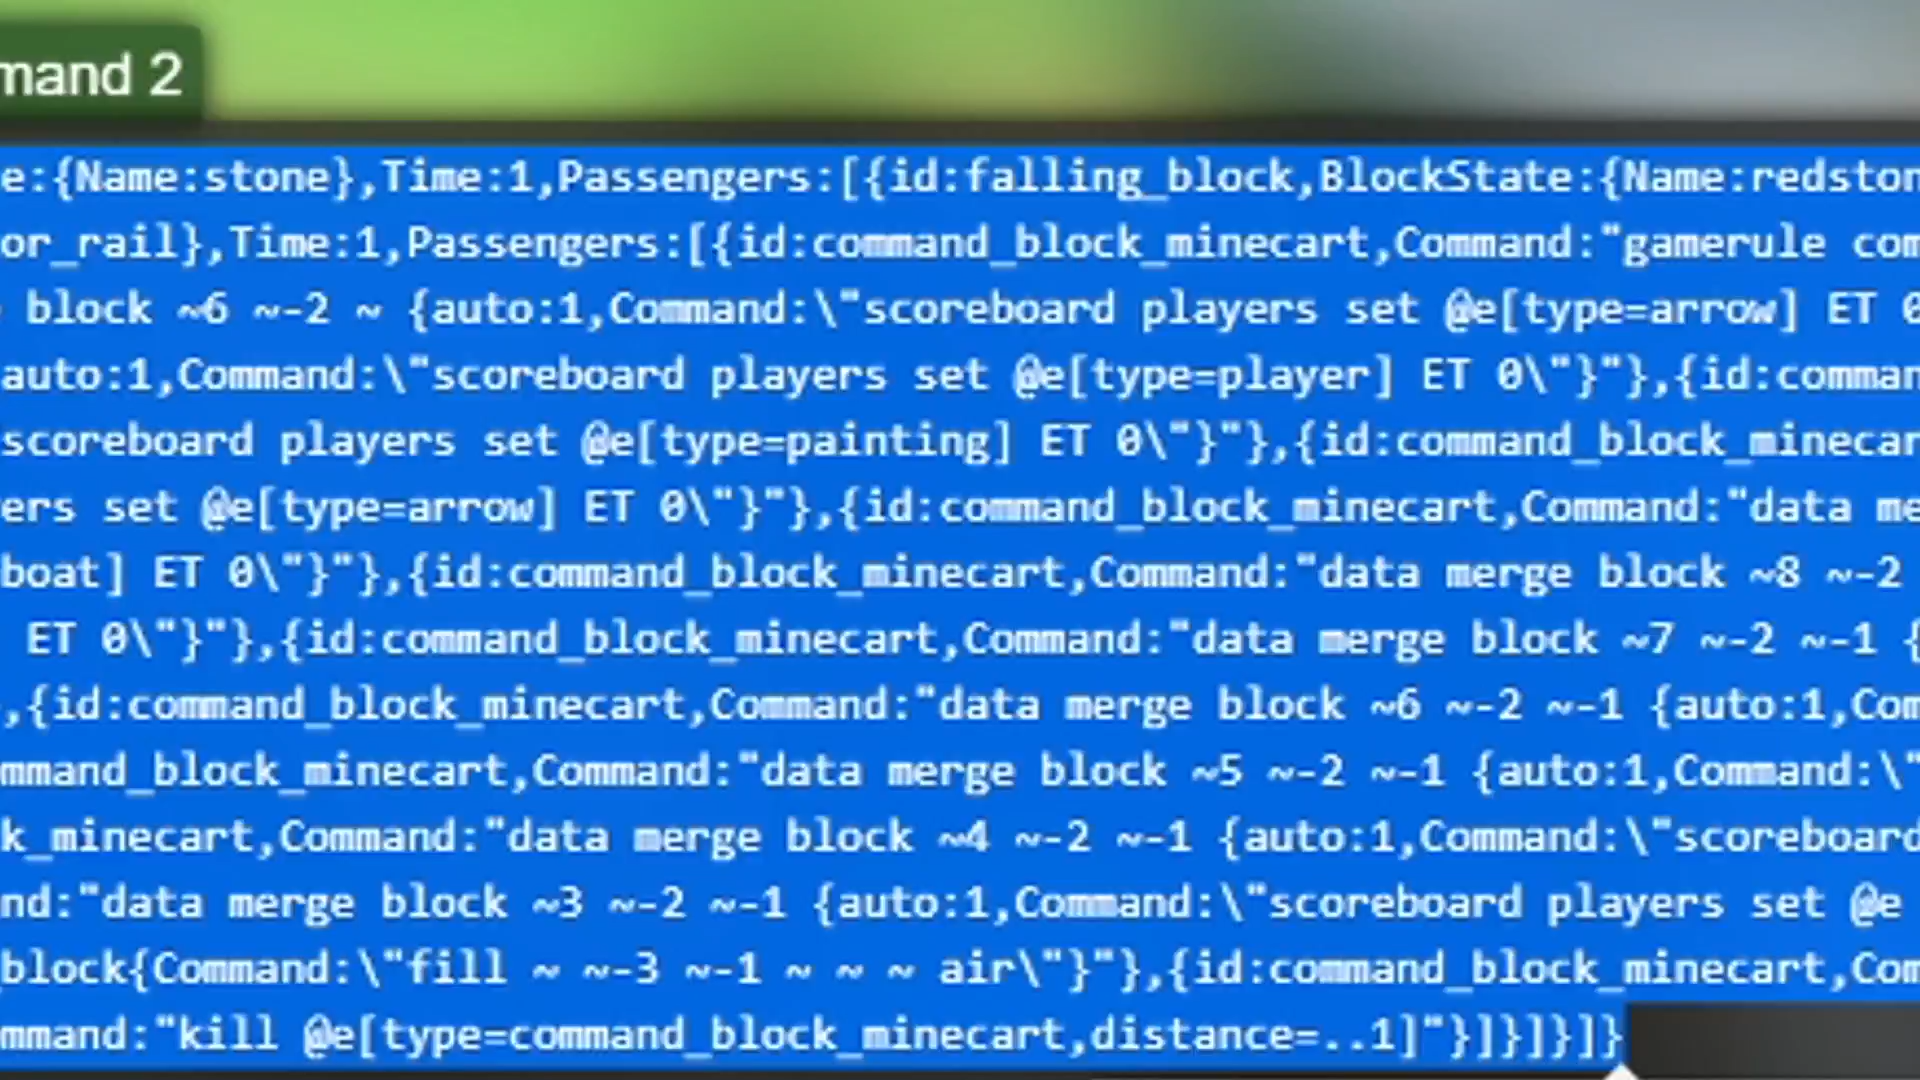 mand 2
e:{Name:stone},Time:1,Passengers:[{id:falling_block,BlockState:{Name:redston
or_rail},Time:1,Passengers:[{id:command_block_minecart,Command:"gamerule com
block ~6 ~-2 ~ {auto:1,Command:\"scoreboard players set @e[type=arrow] ET 0
auto:1,Command:\"scoreboard players set @e[type=player] ET 0\"}"},{id:comman
scoreboard players set @e[type=painting] ET 0\"}"},{id:command_block_minecar
ers set @e[type=arrow] ET 0\"}"},{id:command_block_minecart,Command:"data me
boat] ET 0\"}"},{id:command_block_minecart,Command:"data merge block ~8 ~-2
ET 0\"}"},{id:command_block_minecart,Command:"data merge block ~7 ~-2 ~-1 {
,{id:command_block_minecart,Command:"data merge block ~6 ~-2 ~-1 {auto:1,Com
mmand_block_minecart,Command:"data merge block ~5 ~-2 ~-1 {auto:1,Command:\"
k_minecart,Command:"data merge block ~4 ~-2 ~-1 {auto:1,Command:\"scoreboard
nd:"data merge block ~3 ~-2 ~-1 {auto:1,Command:\"scoreboard players set @e
block{Command:\"fill ~ ~-3 ~-1 ~ ~ ~ air\"}"},{id:command_block_minecart,Com
mmand:"kill @e[type=command_block_minecart,distance=..1]"}]}]}]}